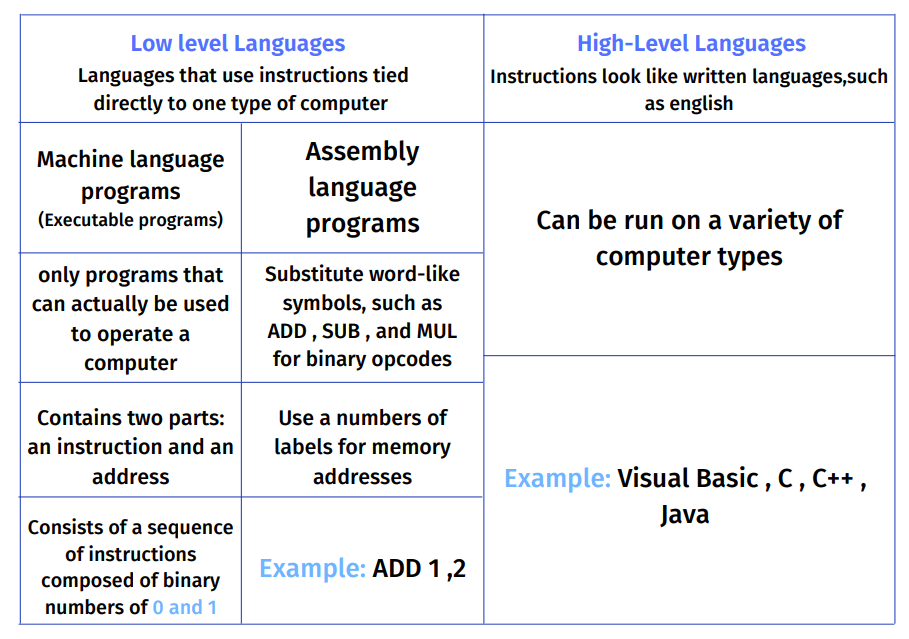 Low level Languages
Languages that use instructions tied
directly to one type of computer
High-Level Languages
Instructions look like written languages,such
as english
Machine language
programs
(Executable programs)
Assembly
language
programs
Can be run on a variety of
computer types
only programs that
can actually be used
to operate a
computer
Substitute word-like
symbols, such as
ADD , SUB , and MUL
for binary opcodes
Contains two parts:
an instruction and an
address
Use a numbers of
labels for memory
addresses
Example: Visual Basic , C , C++ ,
Java
Consists of a sequence
of instructions
composed of binary
numbers of 0 and 1
Example: ADD 1 ,2